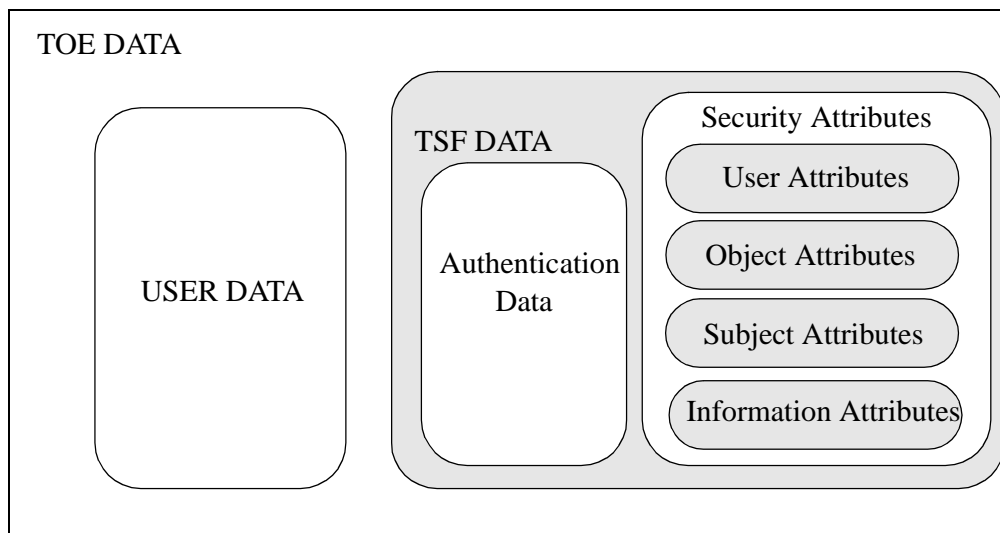 TOE DATA
USER DATA
TSF DATA
Authentication
Data
Security Attributes
User Attributes
Object Attributes
Subject Attributes
Information Attributes